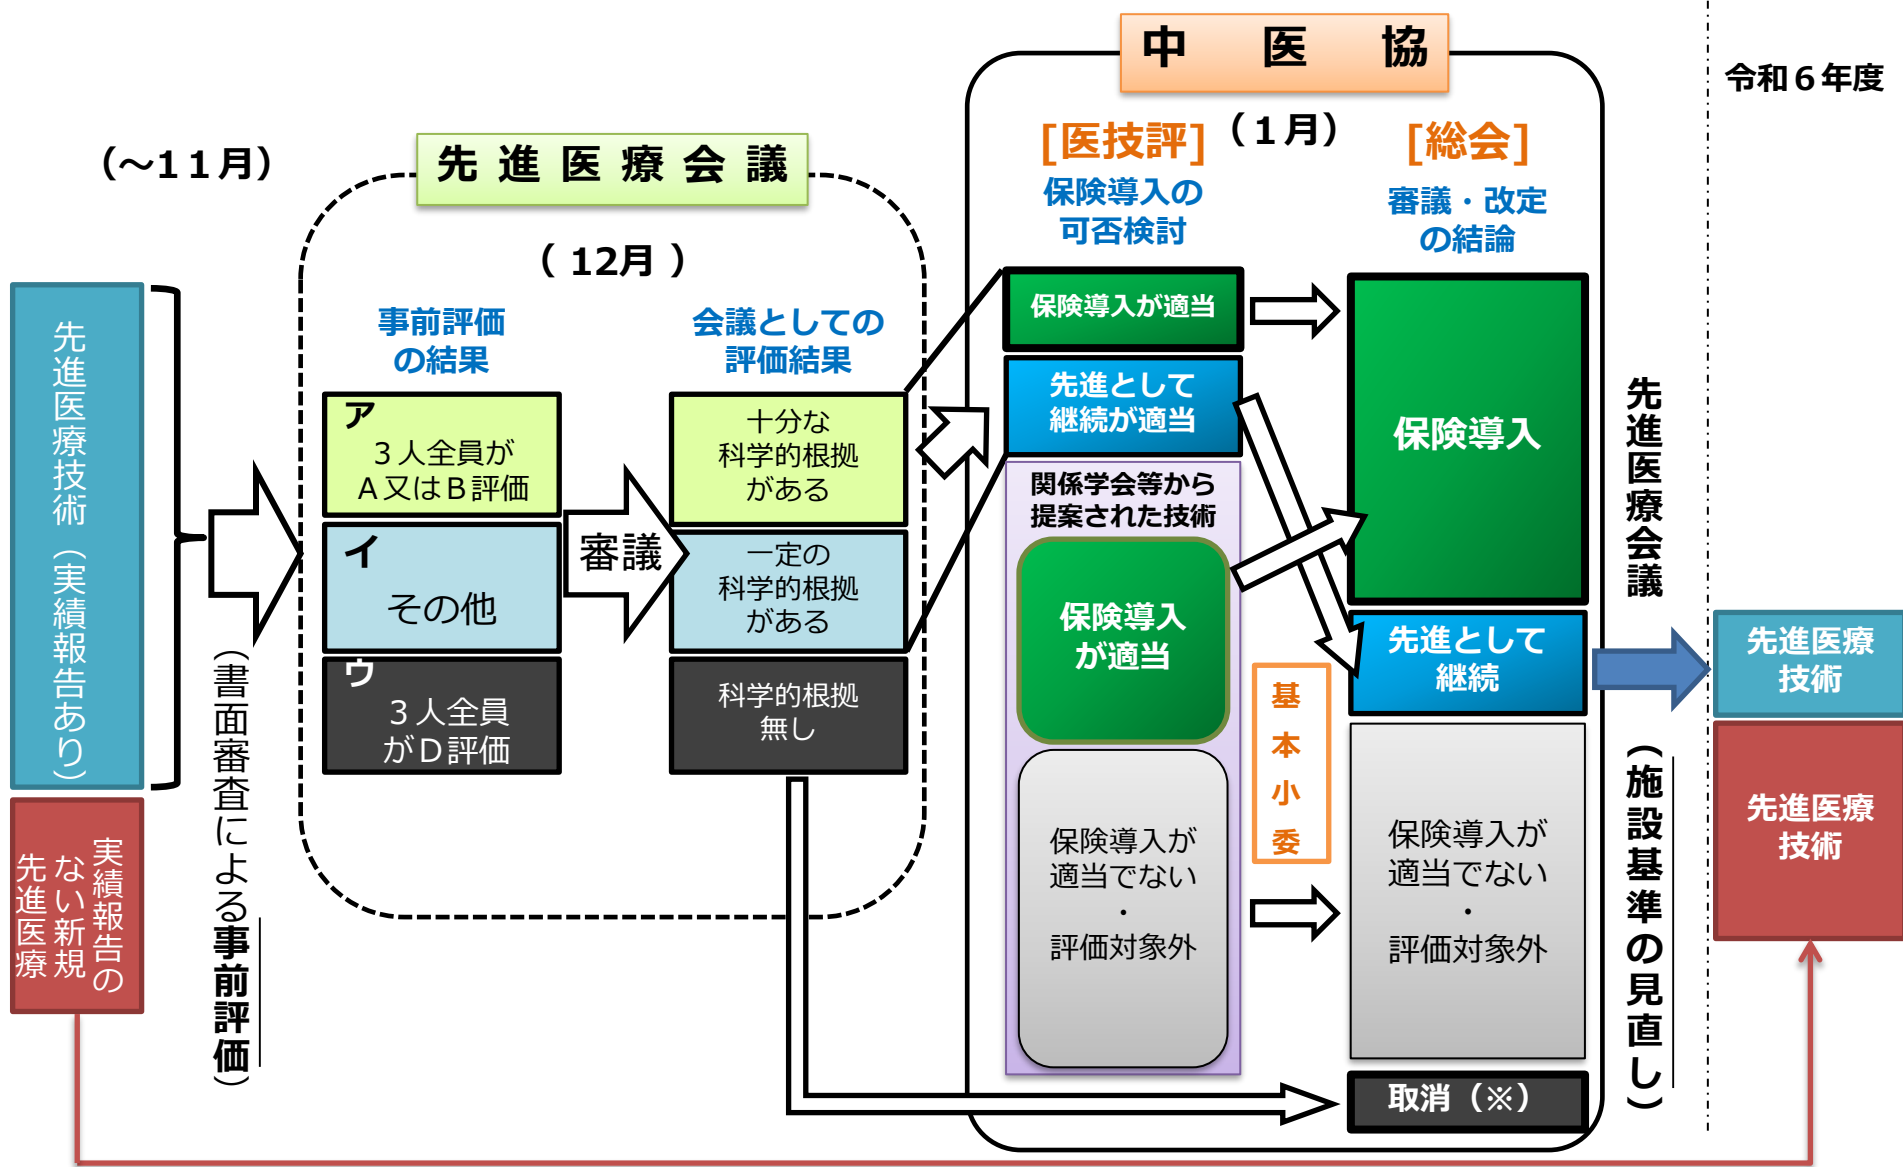 (~11月)
先進医療技術（実績報告あり）
実績報告の
ない新規
先進医療
（書面審査による事前評価）
先進医療会議
（ 12月 ）
事前評価
の結果
会議としての
評価結果
ア
３人全員が
Ａ又はＢ評価
イ
その他
ウ
３人全員
がＤ評価
審議
十分な
科学的根拠
がある
一定の
科学的根拠
がある
科学的根拠
無し
中医協
（１月）
[医技評]
保険導入の
可否検討
[総会]
審議・改定
の結論
保険導入が適当
先進として
継続が適当
関係学会等から
提案された技術
保険導入
が適当
保険導入が
適当でない
・
評価対象外
基本小委
保険導入
先進として
継続
保険導入が
適当でない
・
評価対象外
取消（※）
先進医療会議
（施設基準の見直し）
令和６年度
先進医療
技術
先進医療
技術